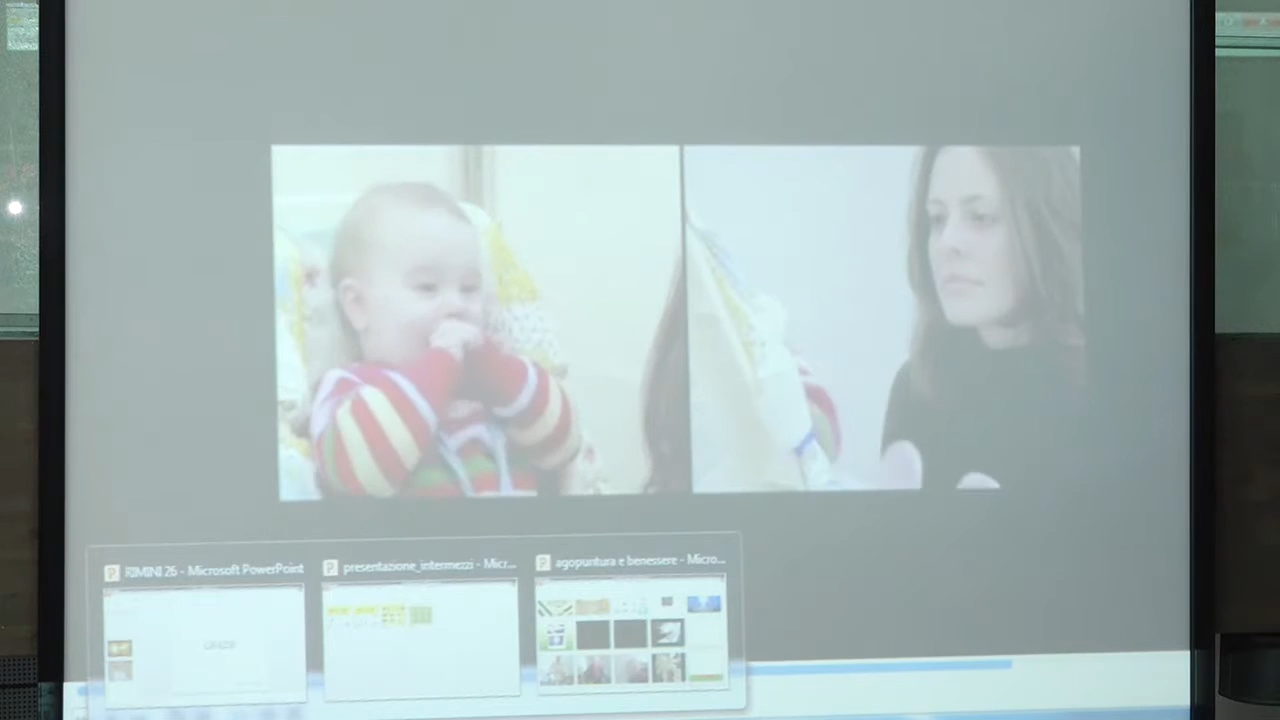 RIMINI 26 - Microsoft PowerPoint
presentazione_intermezzi - Micr...
agopuntura e benessere - Micro...